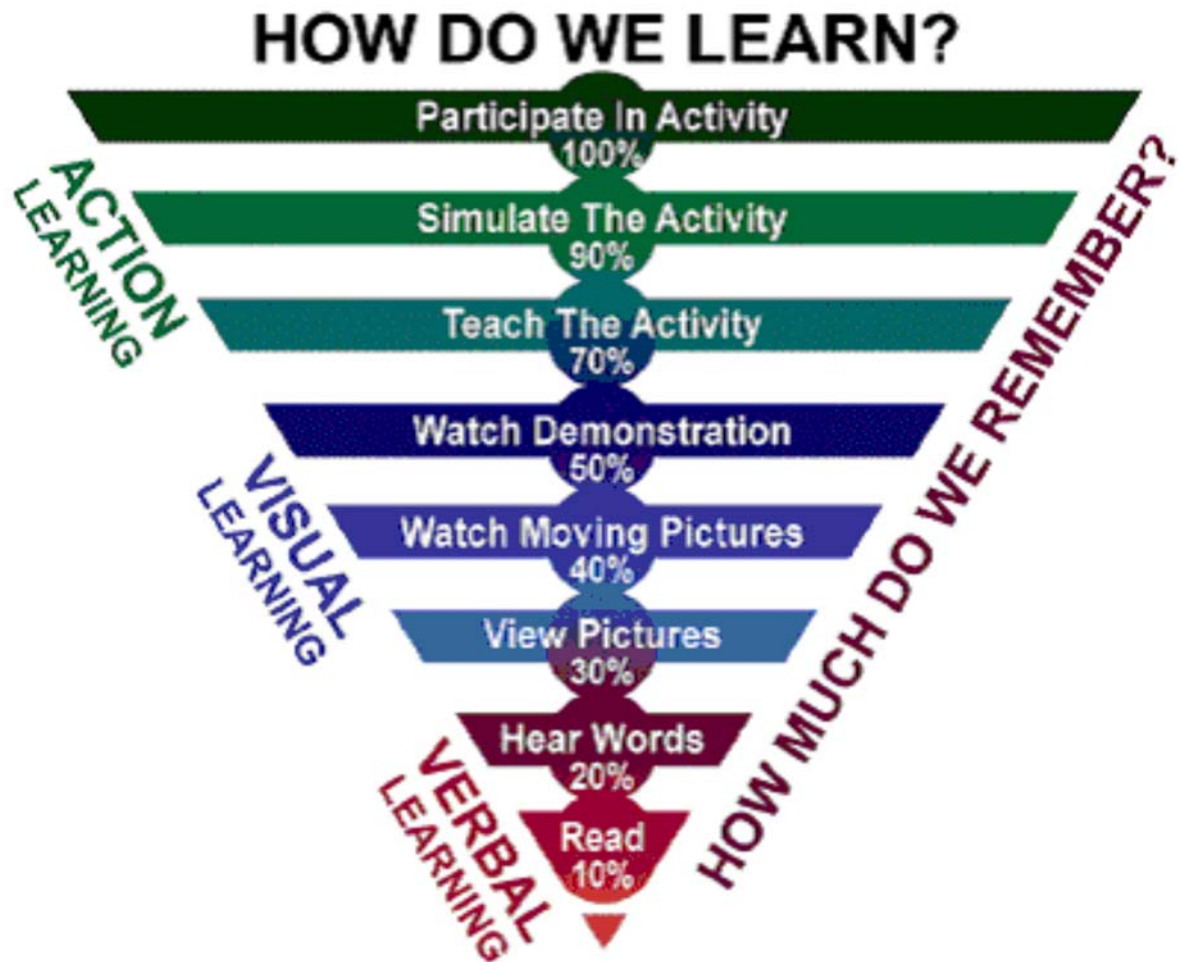 HOW DO WE LEARN?
Participate In Activity
100%
Simulate The Activity
90%
Teach The Activity
70%
Watch Demonstration
50%
Watch Moving Pictures
40%
View Pictures
30%
Hear Words
20%
Read
10%
ACTION
LEARNING
VISUAL
LEARNING
VERBAL
LEARNING
HOW MUCH DO WE REMEMBER?